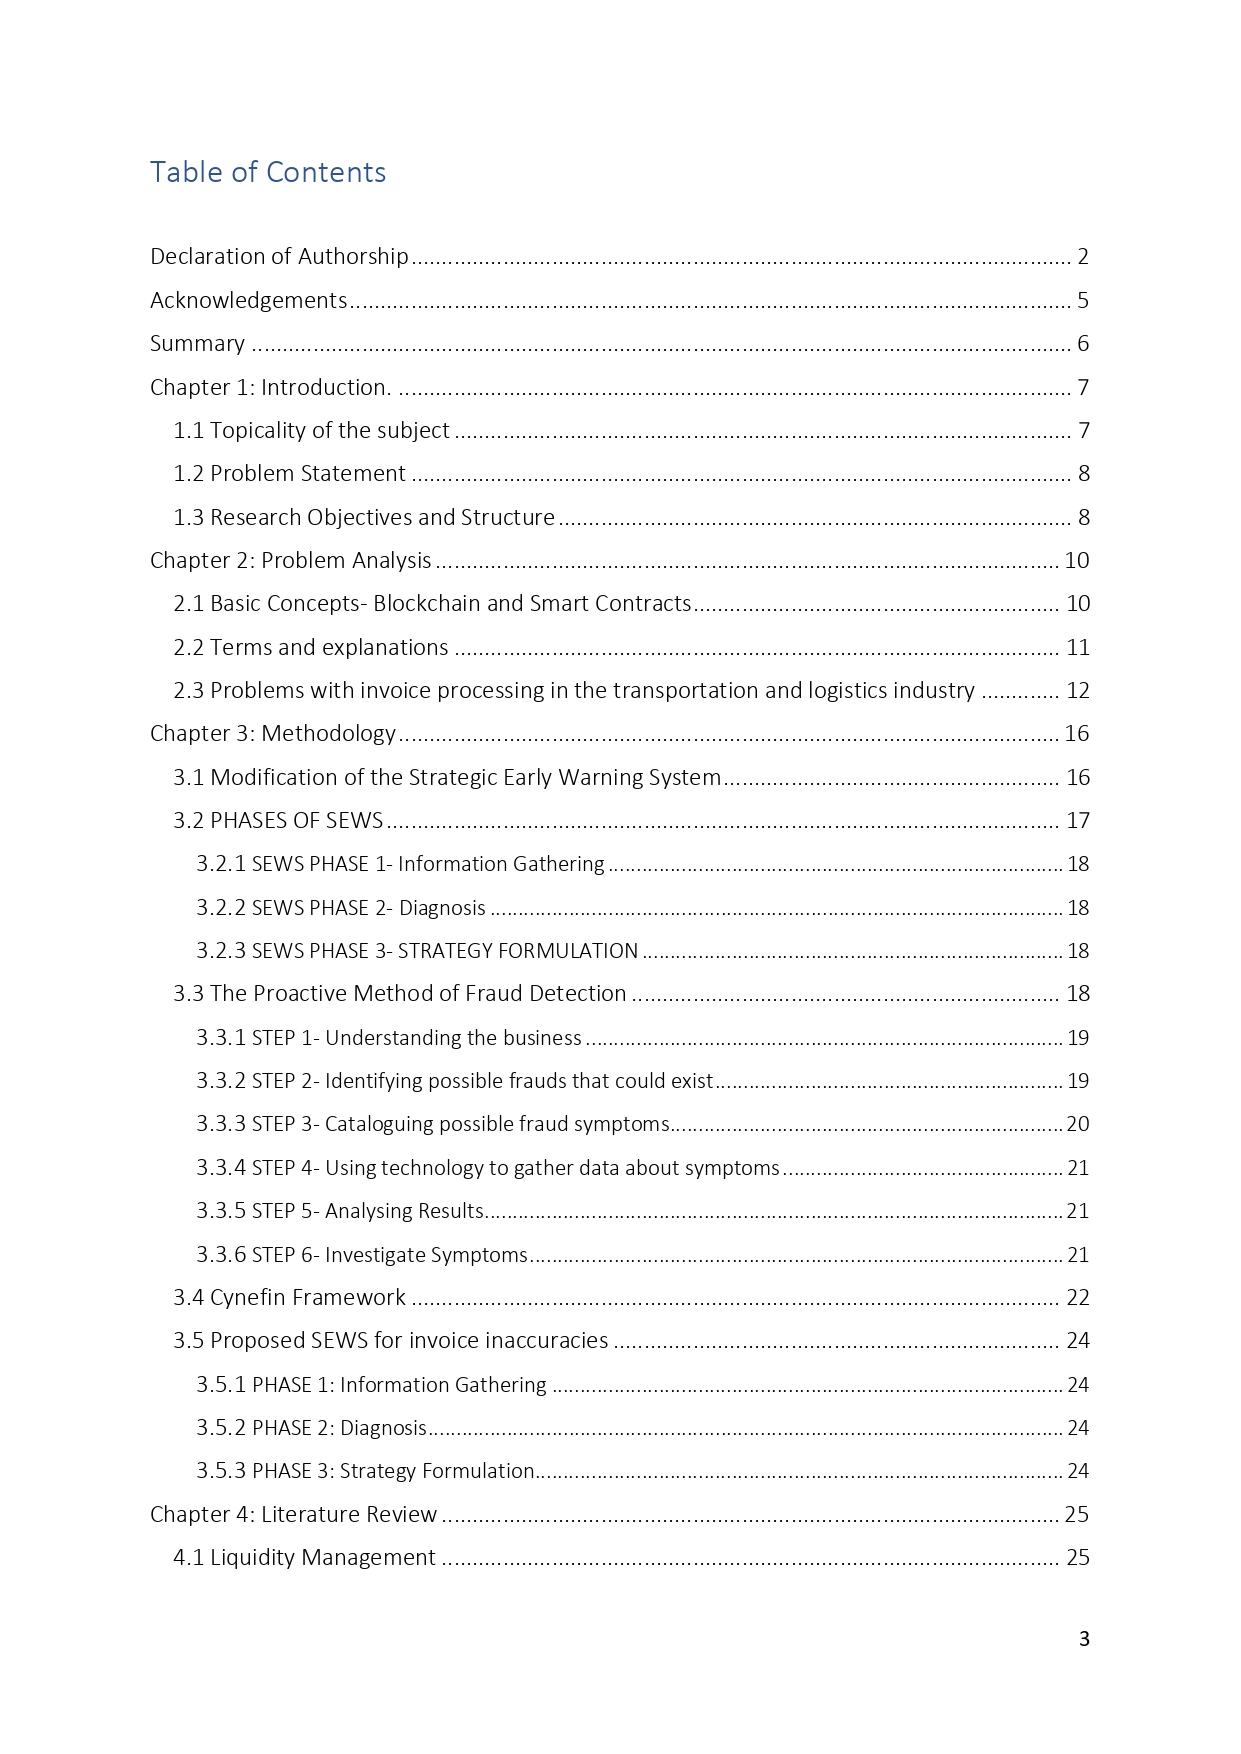 Table of Contents
Declaration of Authorship ............................................................................................................ 2
Acknowledgements ...................................................................................................................... 5
Summary ...................................................................................................................................... 6
Chapter 1: Introduction. .............................................................................................................. 7
1.1 Topicality of the subject ..................................................................................................... 7
1.2 Problem Statement ............................................................................................................ 8
1.3 Research Objectives and Structure .................................................................................... 8
Chapter 2: Problem Analysis ...................................................................................................... 10
2.1 Basic Concepts- Blockchain and Smart Contracts ............................................................ 10
2.2 Terms and explanations ................................................................................................... 11
2.3 Problems with invoice processing in the transportation and logistics industry ............. 12
Chapter 3: Methodology ............................................................................................................ 16
3.1 Modification of the Strategic Early Warning System ....................................................... 16
3.2 PHASES OF SEWS .............................................................................................................. 17
3.2.1 SEWS PHASE 1- Information Gathering ................................................................................ 18
3.2.2 SEWS PHASE 2- Diagnosis ..................................................................................................... 18
3.2.3 SEWS PHASE 3- STRATEGY FORMULATION .......................................................................... 18
3.3 The Proactive Method of Fraud Detection ...................................................................... 18
3.3.1 STEP 1- Understanding the business .................................................................................... 19
3.3.2 STEP 2- Identifying possible frauds that could exist ............................................................. 19
3.3.3 STEP 3- Cataloguing possible fraud symptoms ..................................................................... 20
3.3.4 STEP 4- Using technology to gather data about symptoms .................................................. 21
3.3.5 STEP 5- Analysing Results ...................................................................................................... 21
3.3.6 STEP 6- Investigate Symptoms .............................................................................................. 21
3.4 Cynefin Framework .......................................................................................................... 22
3.5 Proposed SEWS for invoice inaccuracies ......................................................................... 24
3.5.1 PHASE 1: Information Gathering .......................................................................................... 24
3.5.2 PHASE 2: Diagnosis ................................................................................................................ 24
3.5.3 PHASE 3: Strategy Formulation ............................................................................................. 24
Chapter 4: Literature Review ..................................................................................................... 25
4.1 Liquidity Management ..................................................................................................... 25
3